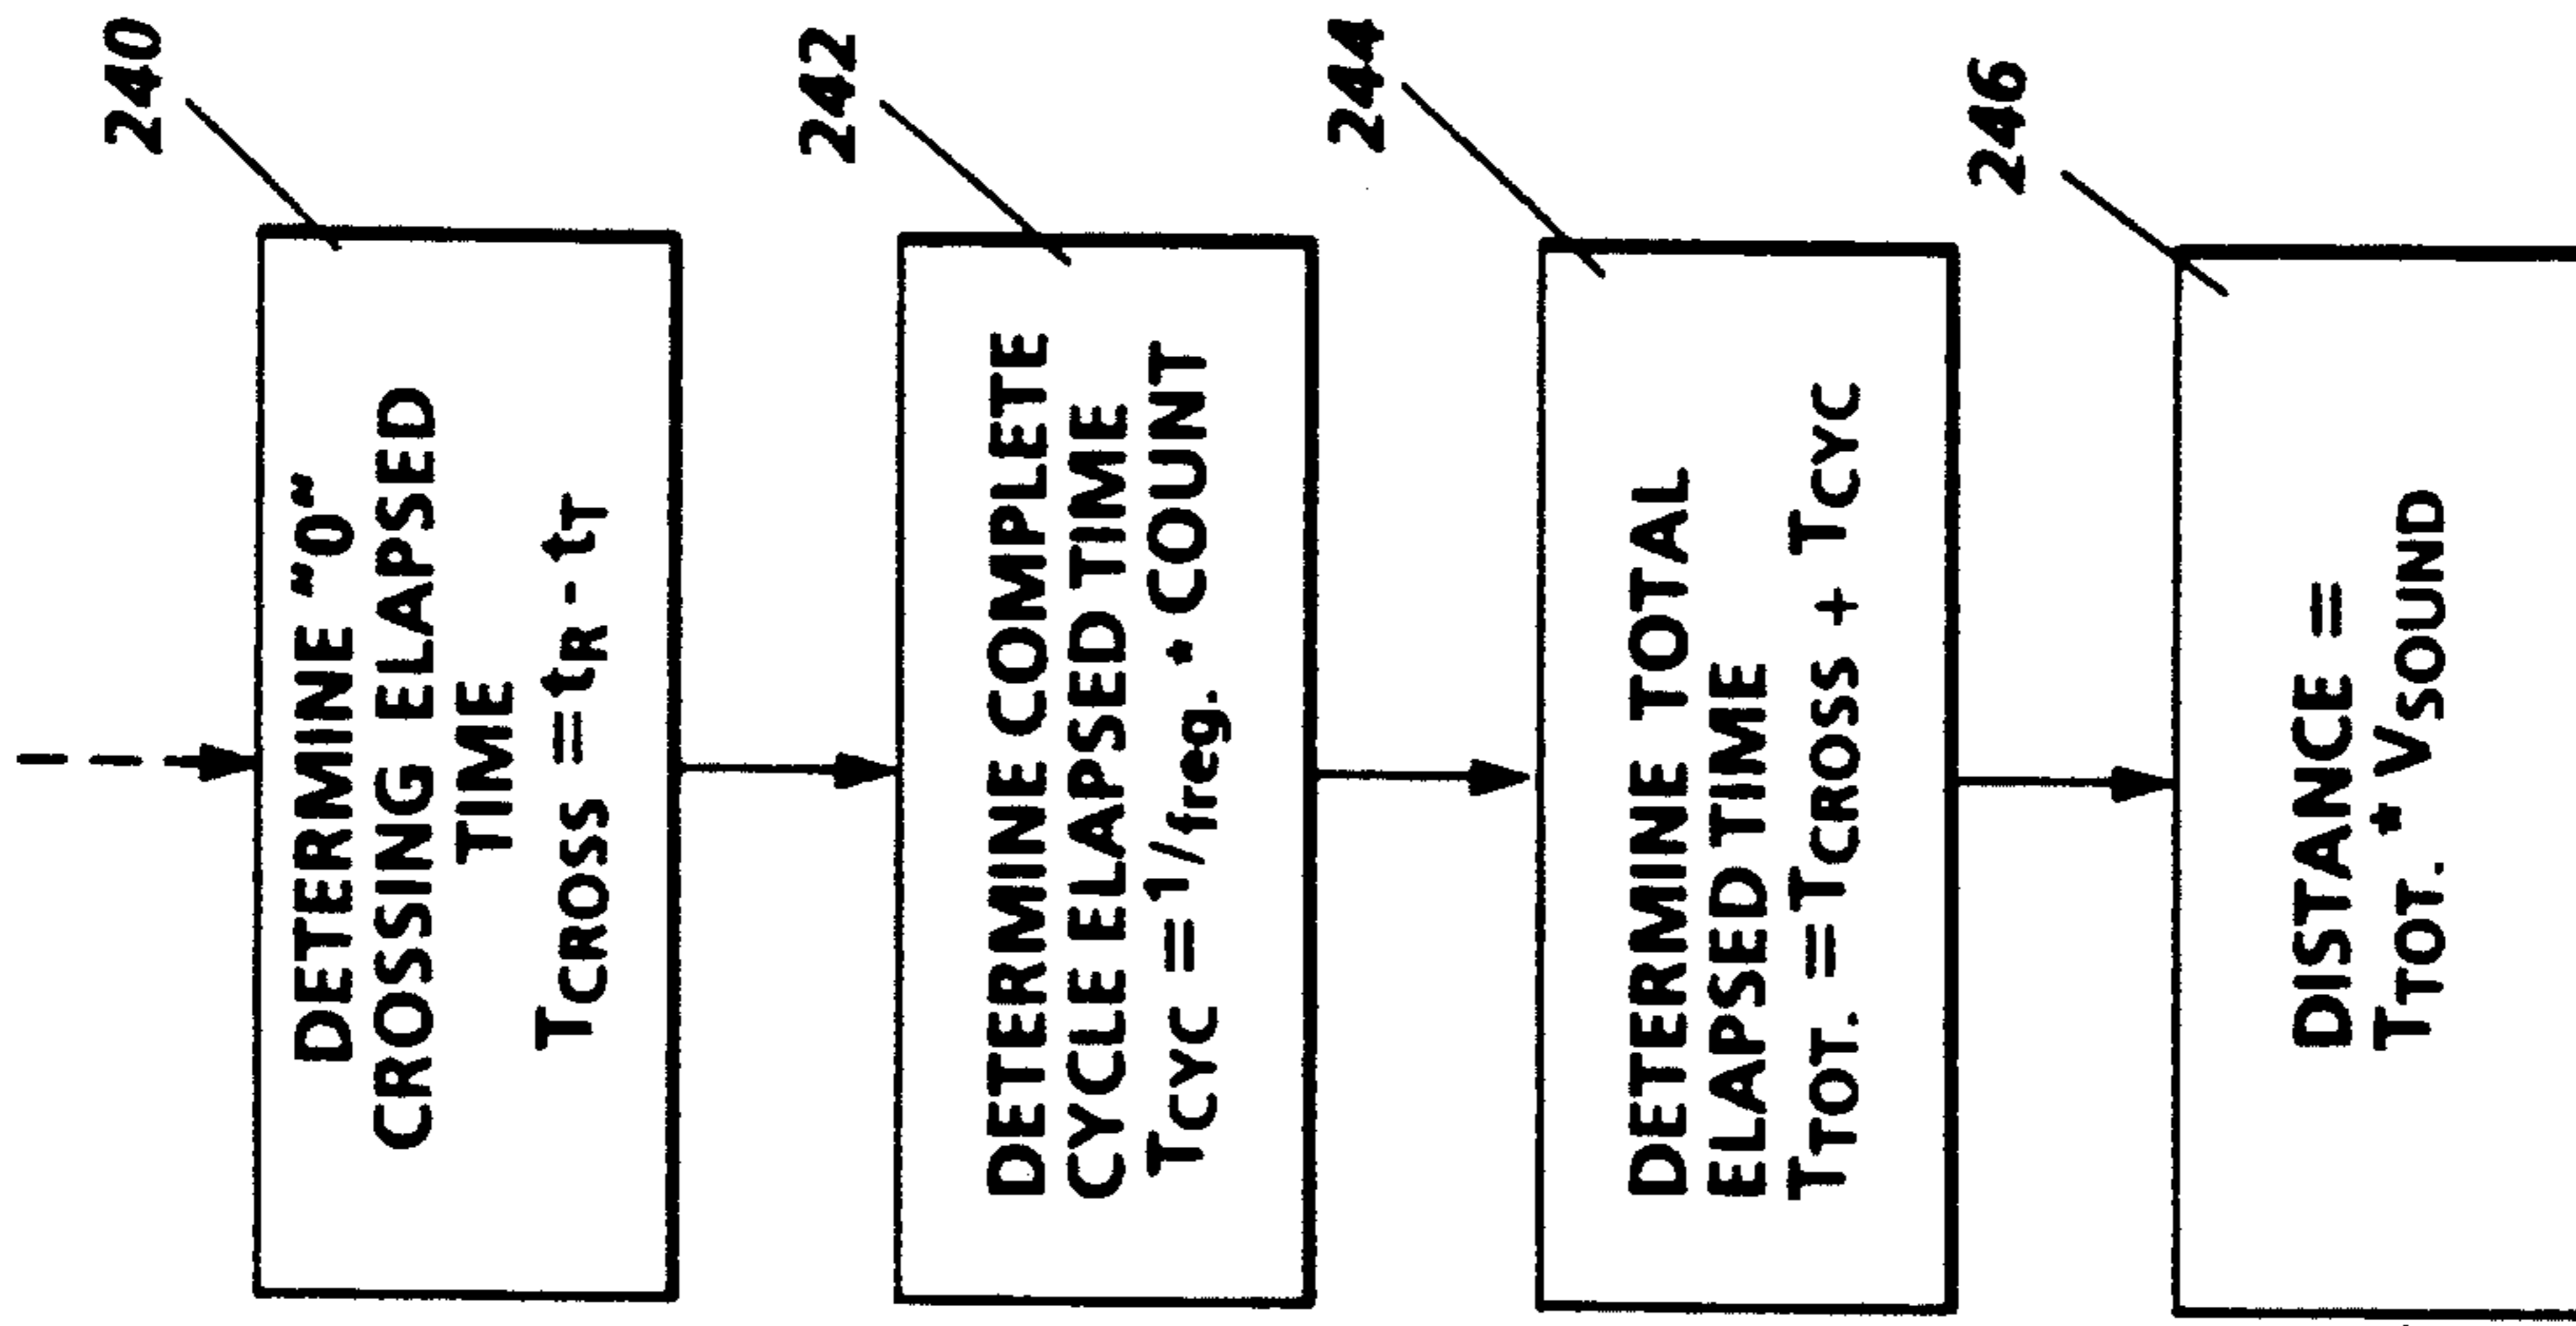 240
DETERMINE "0"
CROSSING ELAPSED
TIME
TCROSS = tR - tT
242
DETERMINE COMPLETE
CYCLE ELAPSED TIME
TCYC = 1/freg. * COUNT
244
DETERMINE TOTAL
ELAPSED TIME
TTOT. = TCROSS + TCYC
246
DISTANCE =
TTOT. * VSOUND